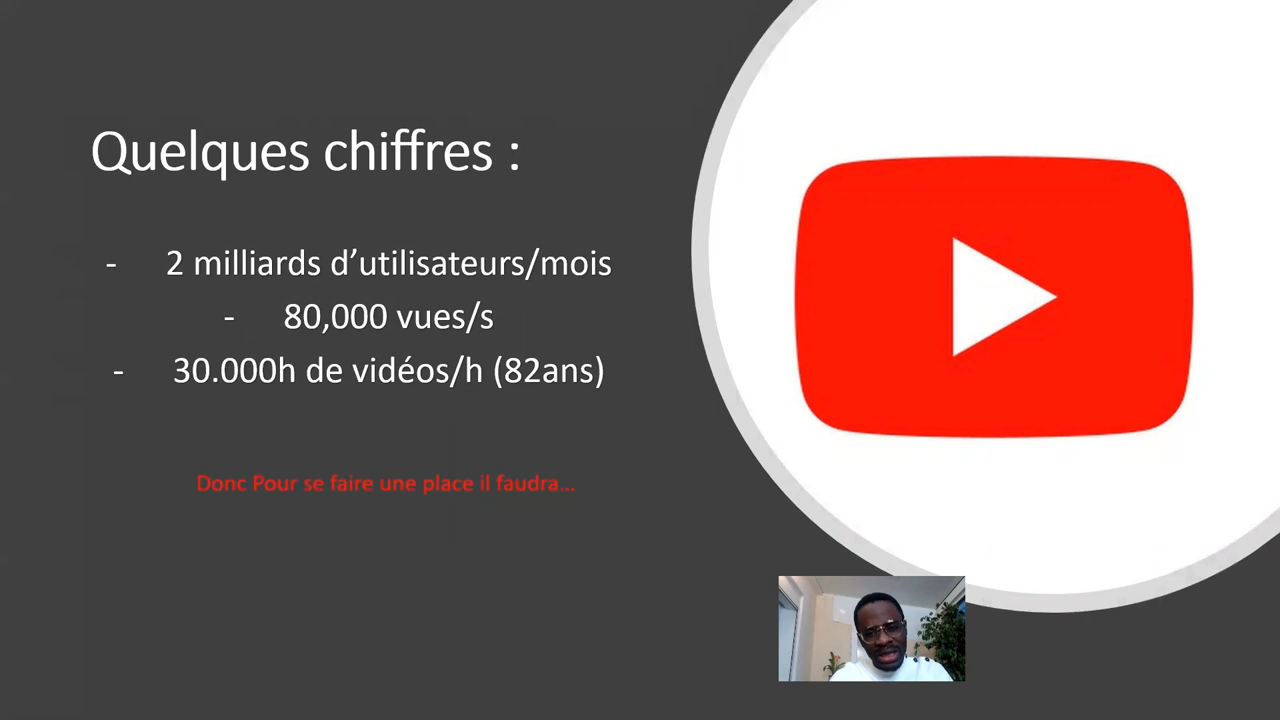 Quelques chiffres :
- 2 milliards d’utilisateurs/mois
- 80,000 vues/s
- 30.000h de vidéos/h (82ans)
Donc Pour se faire une place il faudra...